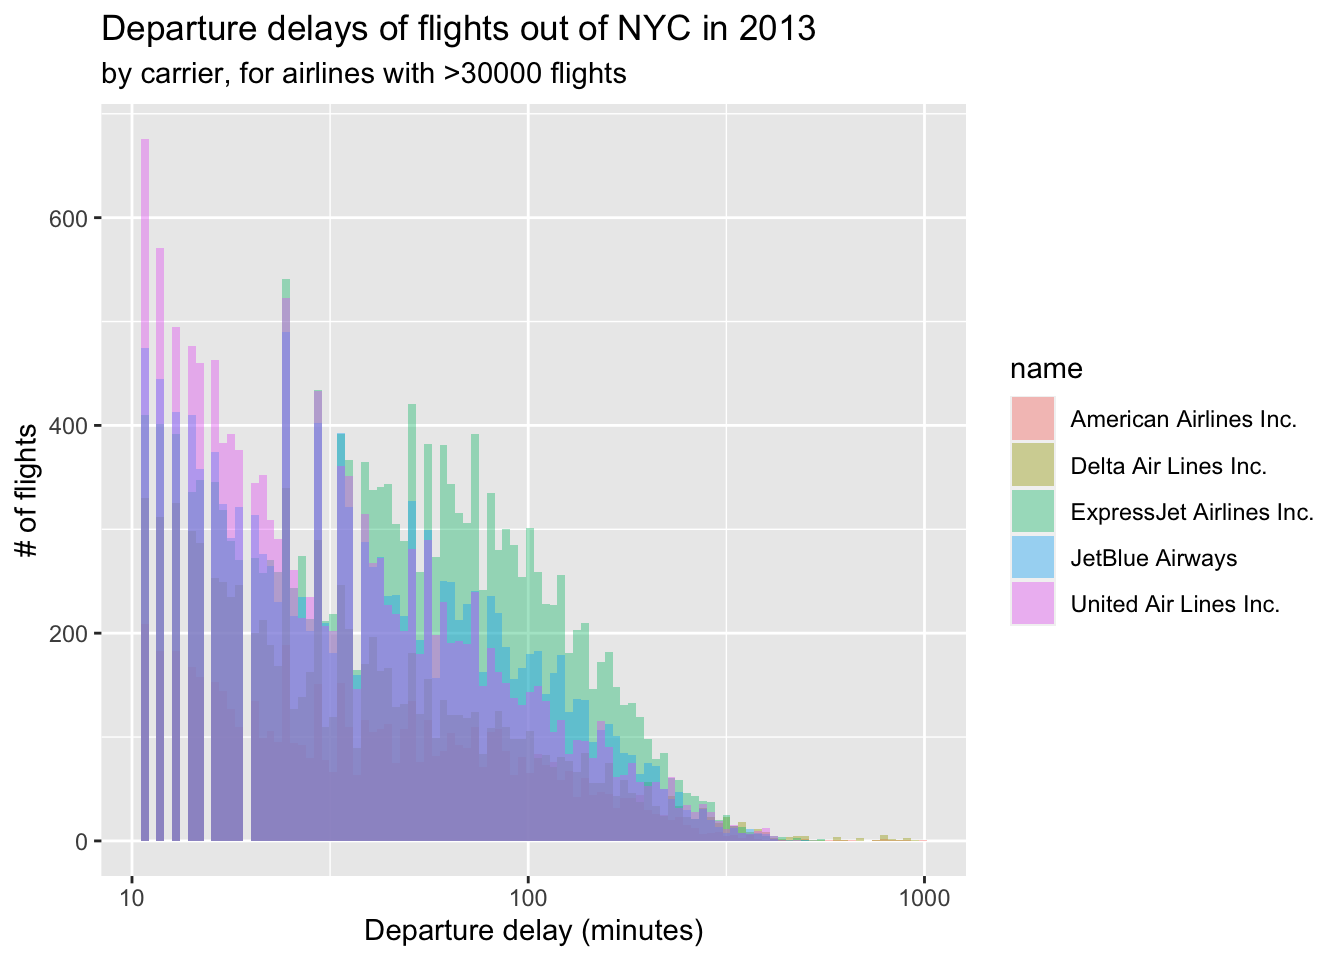 Departure delays of flights out of NYC in 2013
by carrier, for airlines with >30000 flights
# of flights
600
400
200
0
10
100
1000
Departure delay (minutes)
name
American Airlines Inc.
Delta Air Lines Inc.
ExpressJet Airlines Inc.
JetBlue Airways
United Air Lines Inc.